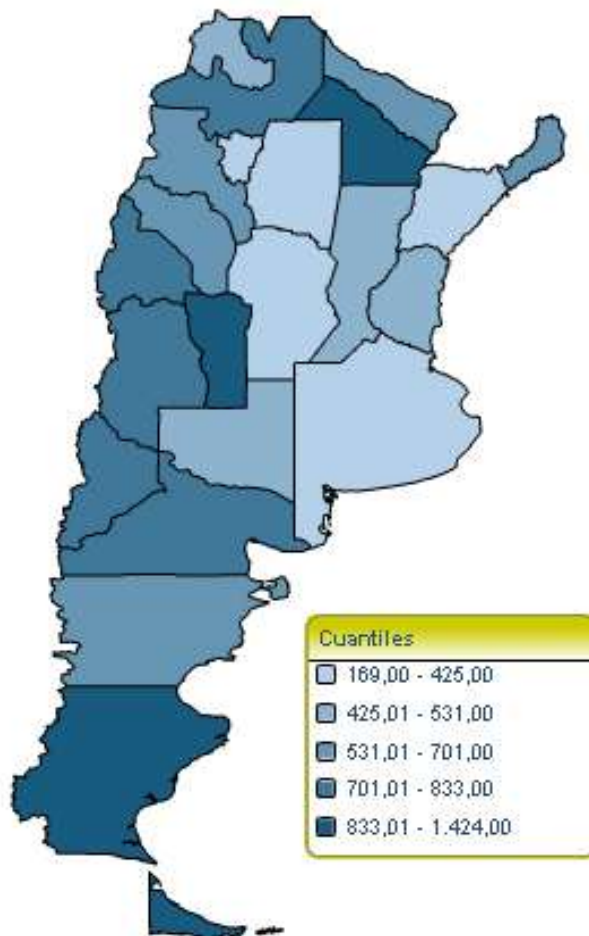 Cuantiles
169,00 - 425,00
425,01 - 531,00
531,01 - 701,00
701,01 - 833,00
833,01 - 1.424,00